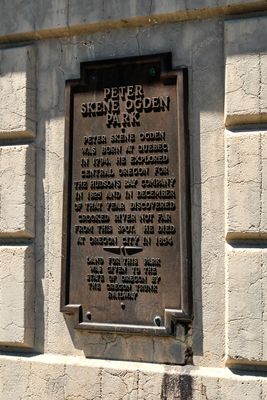 PETER
SKENE OGDEN
PARK
PETER SKENE OGDEN
WAS BORN AT QUEBEC
IN 1794. HE EXPLORED
CENTRAL OREGON FOR
THE HUDSONS BAY COMPANY
IN 1825 AND IN DECEMBER
OF THAT YEAR DISCOVERED
CROOKED RIVER NOT FAR
FROM THIS SPOT. HE DIED
AT OREGON CITY IN 1854
LAND FOR THIS PARK
WAS GIVEN TO THE
STATE OF OREGON BY
THE OREGON TRUNK
RAILWAY